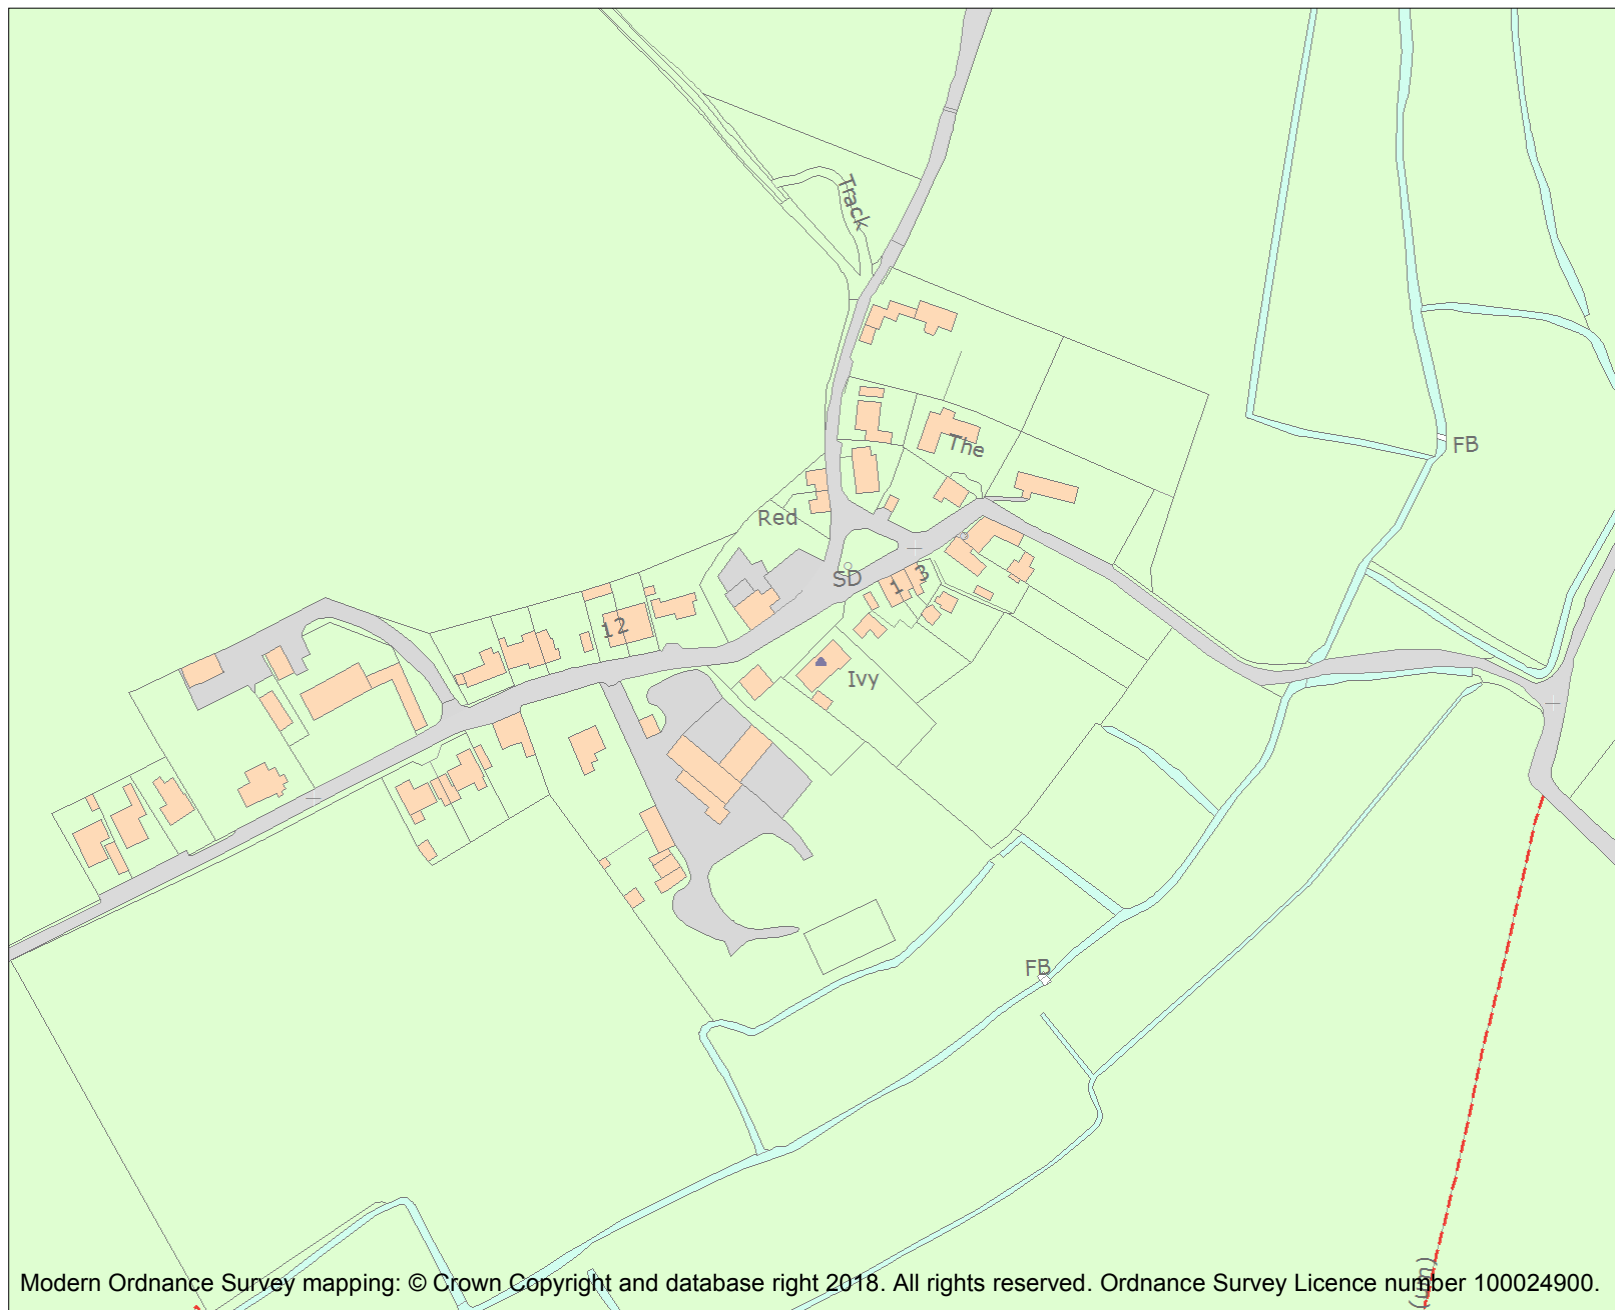 Track
The
FB
Red
SD
1
3
12
Ivy
FB
(um)
Modern Ordnance Survey mapping: © Crown Copyright and database right 2018. All rights reserved. Ordnance Survey Licence number 100024900.